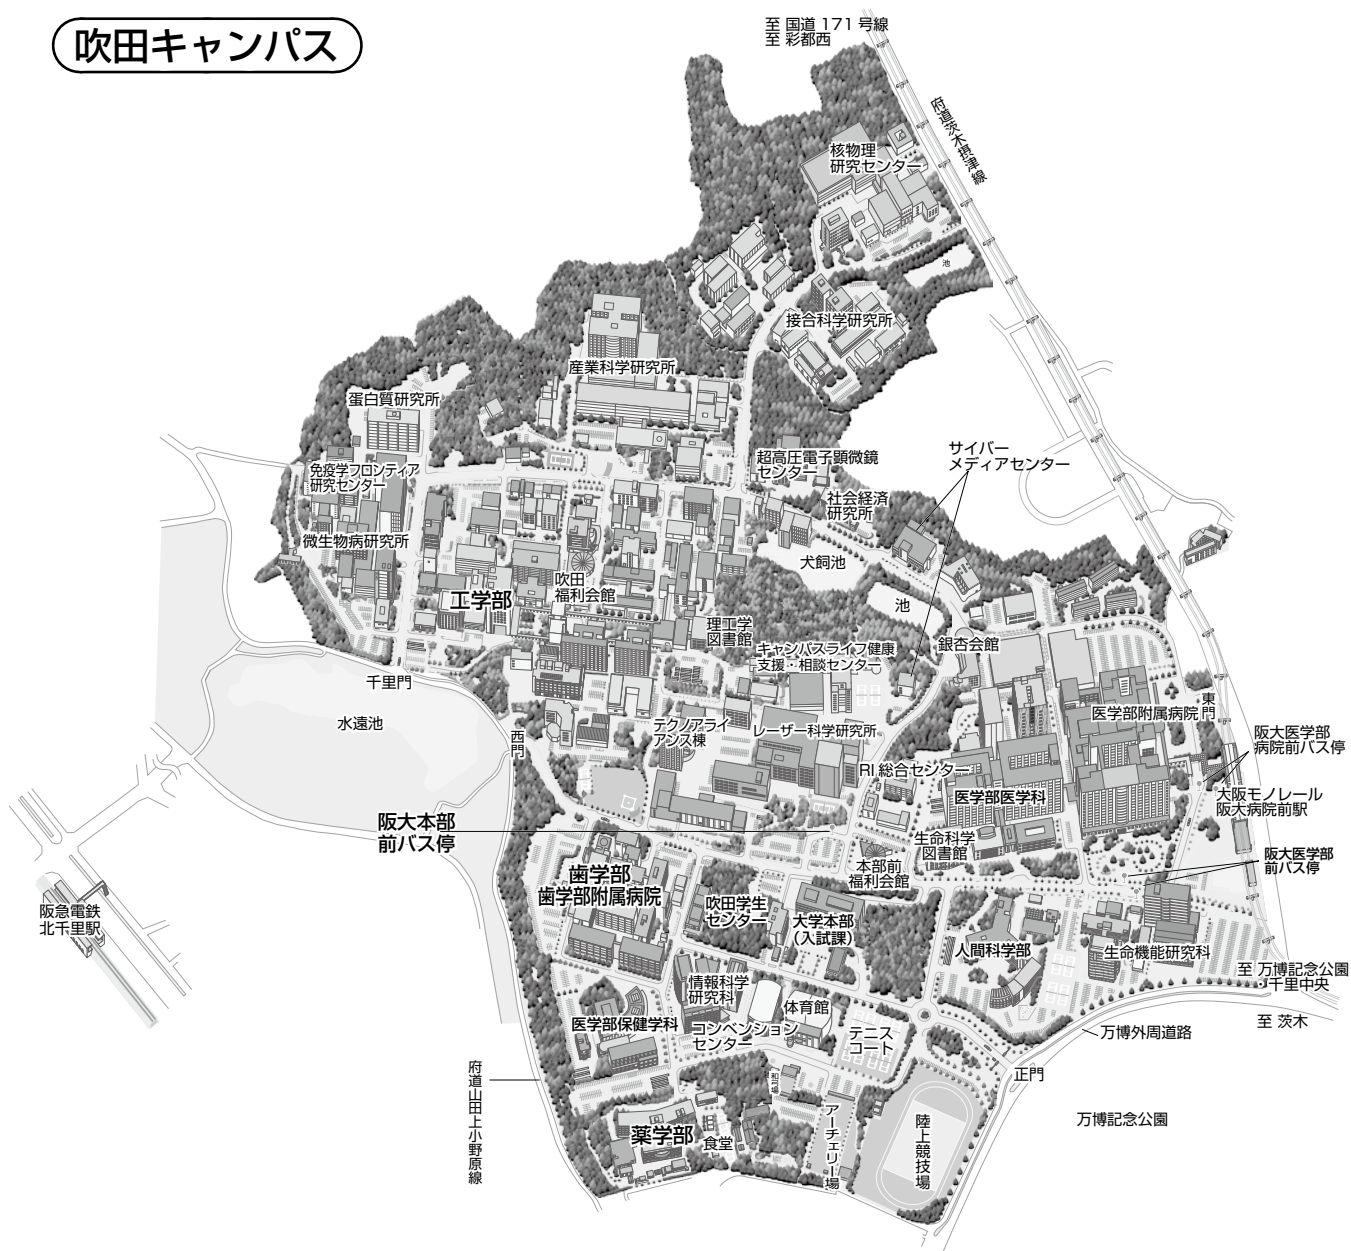 吹田キャンパス
至 国道 171 号線
至 彩都西
府道茨木摂津線
核物理
研究センター
池
接合科学研究所
産業科学研究所
蛋白質研究所
サイバー
メディアセンター
超高圧電子顕微鏡
センター
免疫学フロンティア
研究センター
社会経済
研究所
微生物病研究所
犬飼池
吹田
福利会館
工学部
池
理工学
図書館
銀杏会館
キャンパスライフ健康
支援・相談センター
千里門
水遠池
東門
医学部附属病院
テクノアライ
アンス棟
レーザー科学研究所
西門
阪大医学部
病院前バス停
RI 総合センター
医学部医学科
大阪モノレール
阪大病院前駅
阪大本部
前バス停
生命科学
図書館
阪大医学部
前バス停
本部前
福利会館
歯学部
歯学部附属病院
吹田学生
センター
大学本部
（入試課）
阪急電鉄
北千里駅
人間科学部
生命機能研究科
至 万博記念公園
千里中央
情報科学
研究科
体育館
至 茨木
医学部保健学科
コンベンション
センター
テニス
コート
万博外周道路
正門
府道山田上小野原線
万博記念公園
アーチェリー場
陸上競技場
薬学部
食堂